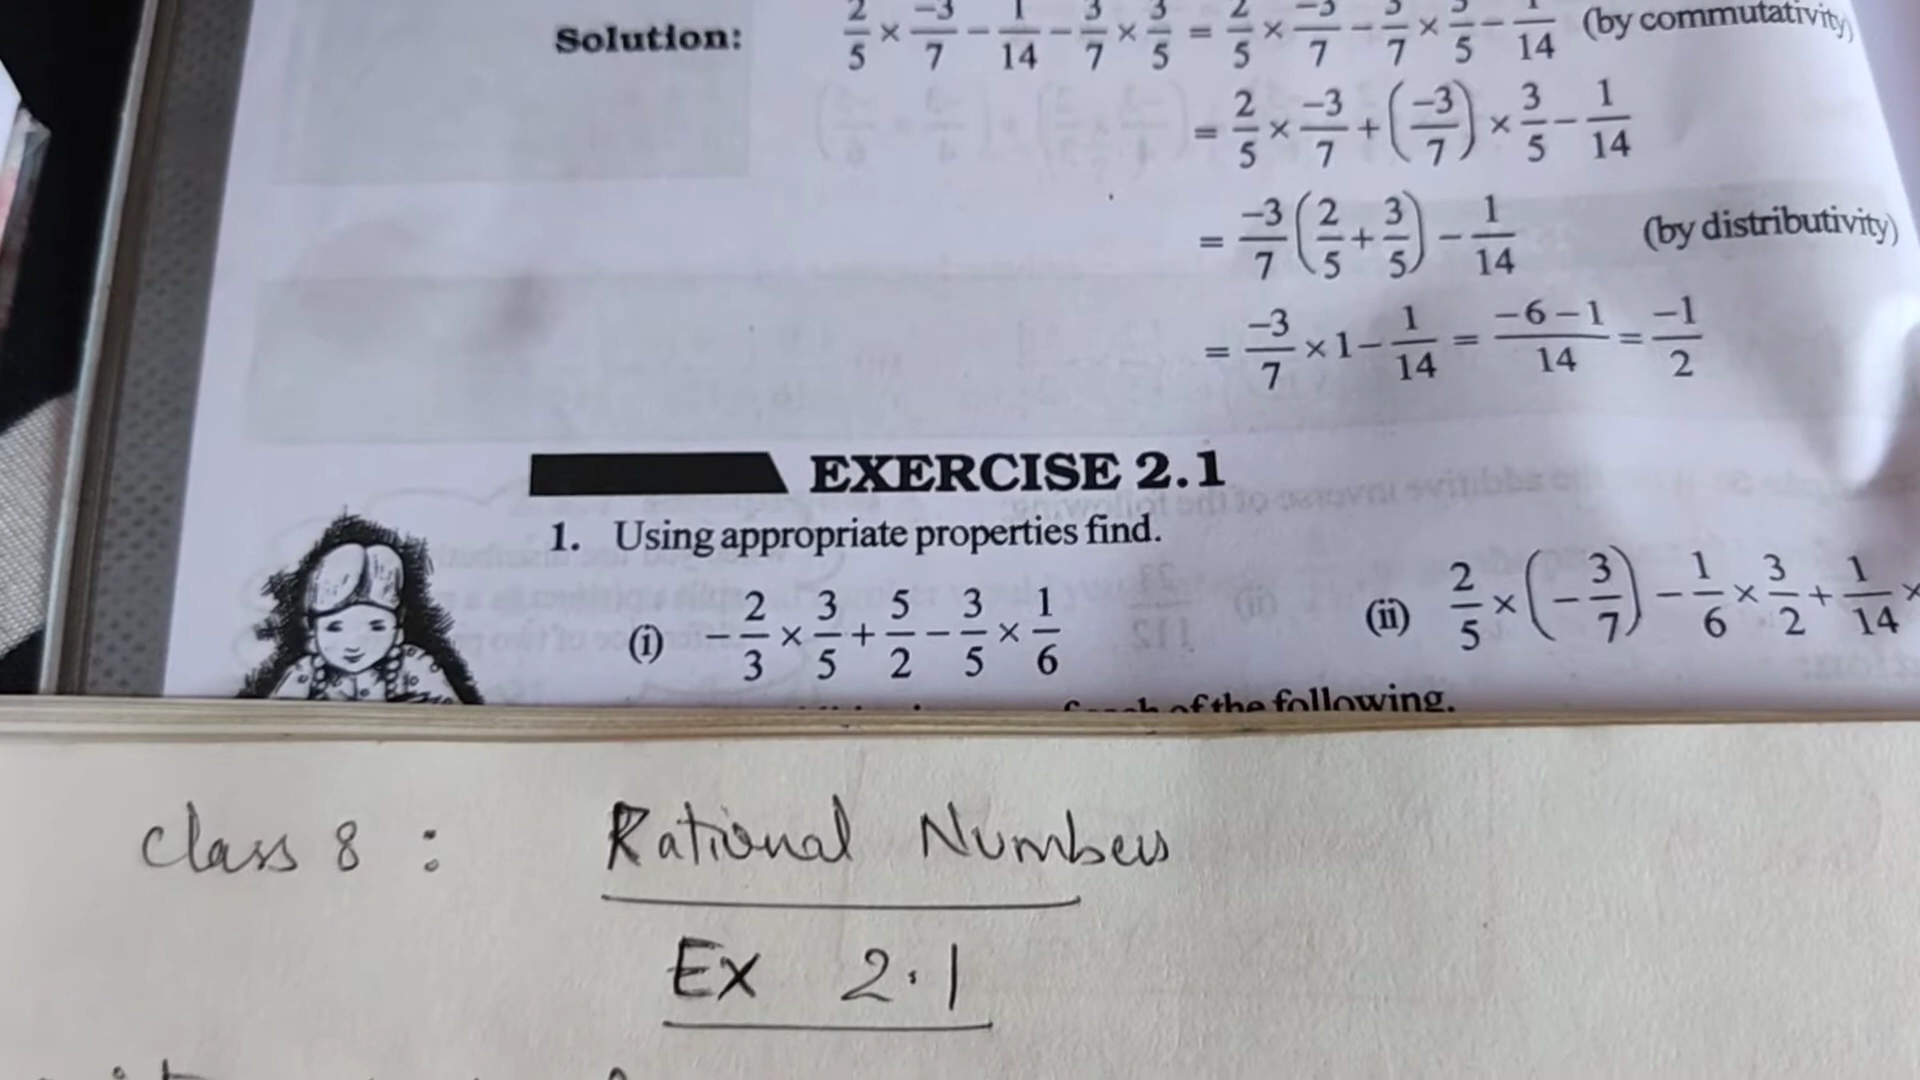 Solution: 2/5 × -3/7 - 1/14 - 3/7 × 3/5 = 2/5 × -3/7 - 3/7 × 3/5 - 1/14 (by commutativity)
= 2/5 × -3/7 + (-3/7) × 3/5 - 1/14
= -3/7 (2/5 + 3/5) - 1/14 (by distributivity)
= -3/7 × 1 - 1/14 = -6-1/14 = -1/2
EXERCISE 2.1
1. Using appropriate properties find.
(i) -2/3 × 3/5 + 5/2 - 3/5 × 1/6 (ii) 2/5 × (-3/7) - 1/6 × 3/2 + 1/14 ×
of the following.
Class 8 : Rational Numbers
Ex 2.1